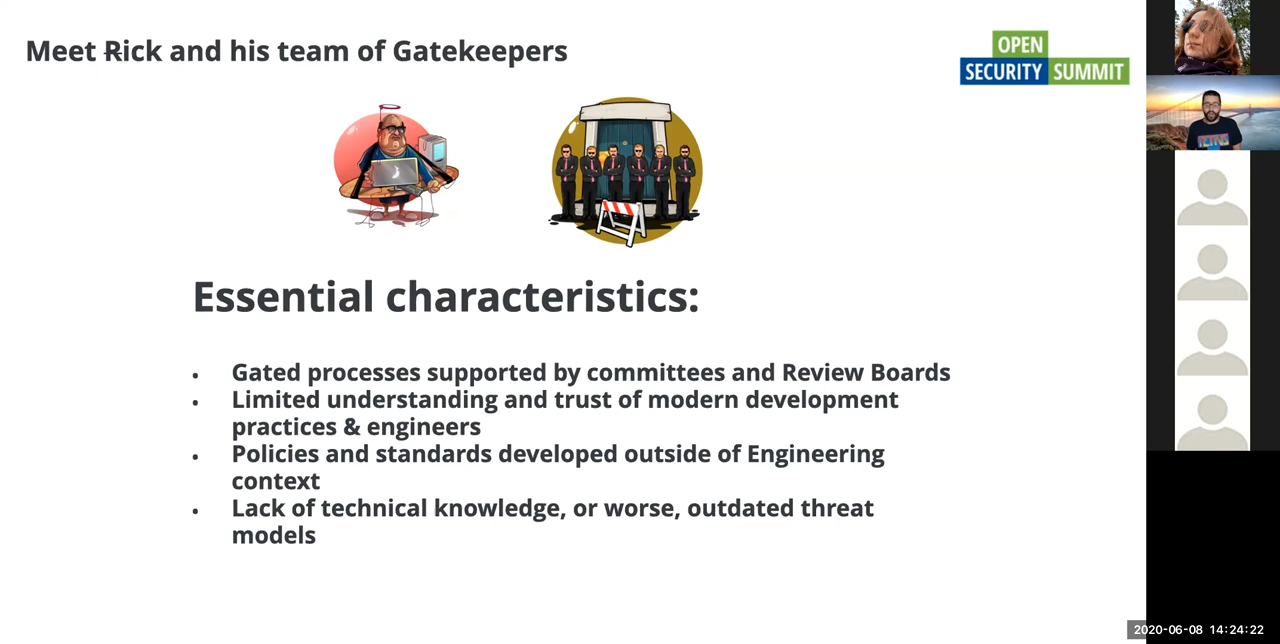 Meet Rick and his team of Gatekeepers
OPEN
SECURITY SUMMIT
Essential characteristics:
• Gated processes supported by committees and Review Boards
• Limited understanding and trust of modern development
practices & engineers
• Policies and standards developed outside of Engineering
context
• Lack of technical knowledge, or worse, outdated threat
models
2020-06-08 14:24:22